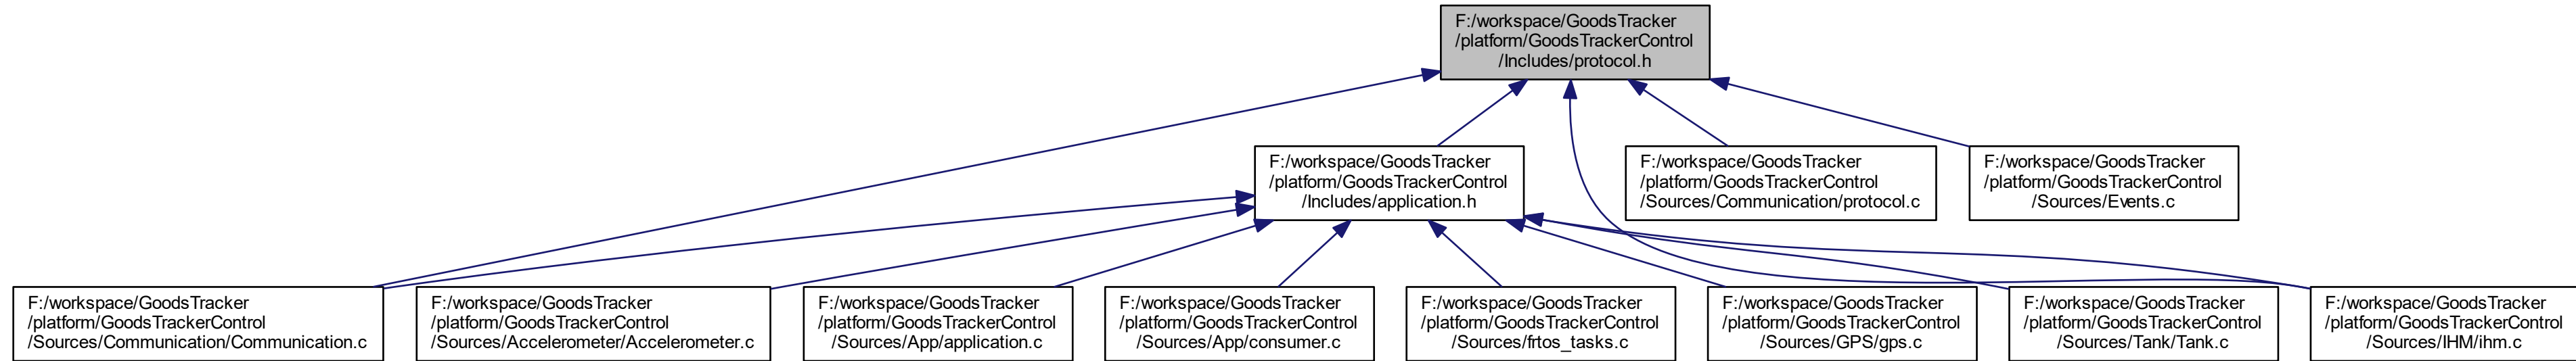 F:/workspace/GoodsTracker
/platform/GoodsTrackerControl
/Includes/protocol.h
F:/workspace/GoodsTracker
/platform/GoodsTrackerControl
/Includes/application.h
F:/workspace/GoodsTracker
/platform/GoodsTrackerControl
/Sources/Communication/protocol.c
F:/workspace/GoodsTracker
/platform/GoodsTrackerControl
/Sources/Events.c
F:/workspace/GoodsTracker
/platform/GoodsTrackerControl
/Sources/Communication/Communication.c
F:/workspace/GoodsTracker
/platform/GoodsTrackerControl
/Sources/Accelerometer/Accelerometer.c
F:/workspace/GoodsTracker
/platform/GoodsTrackerControl
/Sources/App/application.c
F:/workspace/GoodsTracker
/platform/GoodsTrackerControl
/Sources/App/consumer.c
F:/workspace/GoodsTracker
/platform/GoodsTrackerControl
/Sources/frtos_tasks.c
F:/workspace/GoodsTracker
/platform/GoodsTrackerControl
/Sources/GPS/gps.c
F:/workspace/GoodsTracker
/platform/GoodsTrackerControl
/Sources/Tank/Tank.c
F:/workspace/GoodsTracker
/platform/GoodsTrackerControl
/Sources/IHM/ihm.c